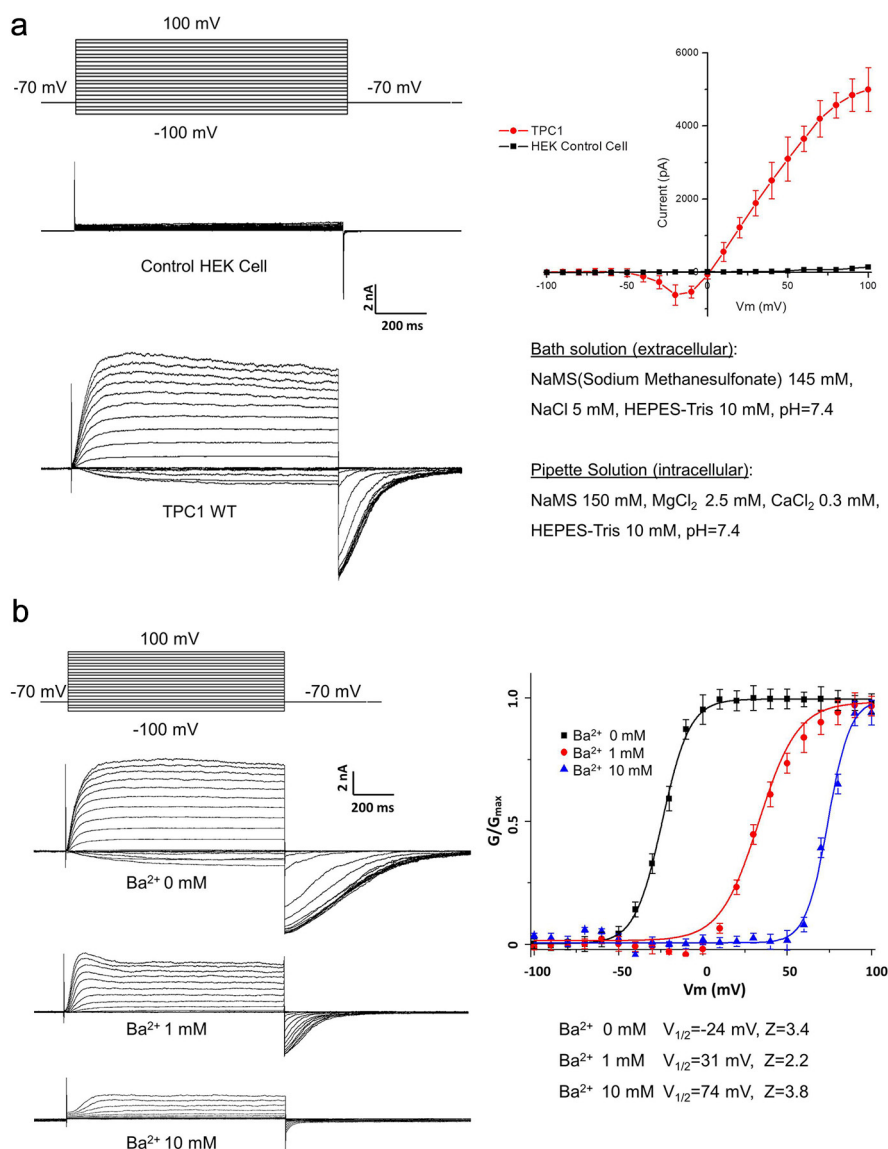 a
100 mV
-70 mV -70 mV
-100 mV
Control HEK Cell
2 nA
200 ms
TPC1 WT
TPC1
HEK Control Cell
Current (pA)
6000
4000
2000
0
-100 -50 0 50 100
Vm (mV)
Bath solution (extracellular):
NaMS(Sodium Methanesulfonate) 145 mM,
NaCl 5 mM, HEPES-Tris 10 mM, pH=7.4
Pipette Solution (intracellular):
NaMS 150 mM, MgCl₂ 2.5 mM, CaCl₂ 0.3 mM,
HEPES-Tris 10 mM, pH=7.4
b
100 mV
-70 mV -70 mV
-100 mV
2 nA
200 ms
Ba²⁺ 0 mM
Ba²⁺ 1 mM
Ba²⁺ 10 mM
Ba²⁺ 0 mM
Ba²⁺ 1 mM
Ba²⁺ 10 mM
G/Gmax
1.0
0.5
0
-100 -50 0 50 100
Vm (mV)
Ba²⁺ 0 mM V₁/₂=-24 mV, Z=3.4
Ba²⁺ 1 mM V₁/₂=31 mV, Z=2.2
Ba²⁺ 10 mM V₁/₂=74 mV, Z=3.8